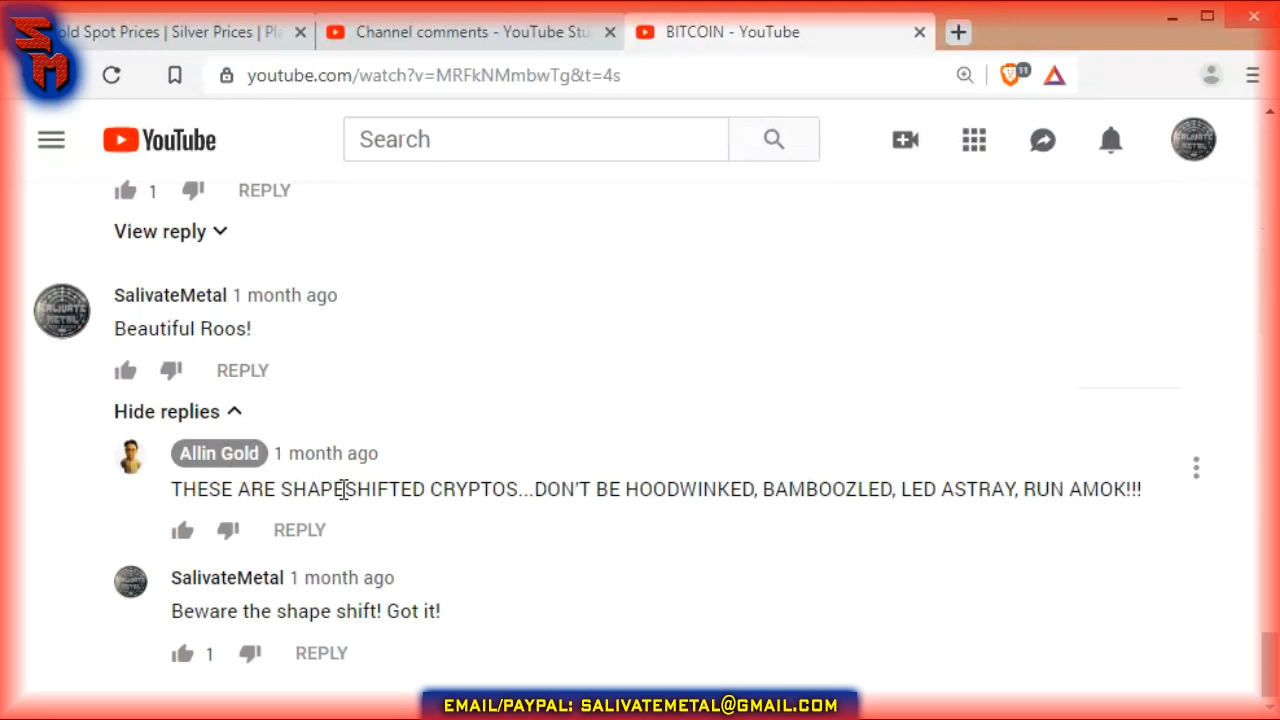 SM
old Spot Prices | Silver Prices | Pl
Channel comments - YouTube Stu
BITCOIN - YouTube
youtube.com/watch?v=MRFkNMmbwTg&t=4s
11
YouTube
Search
1 REPLY
View reply
SalivateMetal 1 month ago
Beautiful Roos!
REPLY
Hide replies
Allin Gold 1 month ago
THESE ARE SHAPESHIFTED CRYPTOS...DON'T BE HOODWINKED, BAMBOOZLED, LED ASTRAY, RUN AMOK!!!
REPLY
SalivateMetal 1 month ago
Beware the shape shift! Got it!
1 REPLY
EMAIL/PAYPAL: SALIVATEMETAL@GMAIL.COM